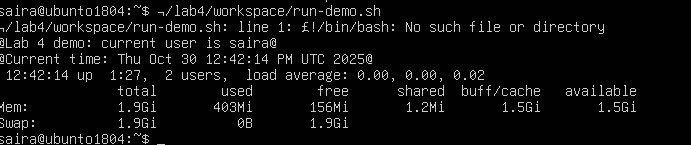 saira@ubunto1804:~$ ¬/lab4/workspace/run-demo.sh
¬/lab4/workspace/run-demo.sh: line 1: £!/bin/bash: No such file or directory
@Lab 4 demo: current user is saira@
@Current time: Thu Oct 30 12:42:14 PM UTC 2025@
12:42:14 up  1:27,  2 users,  load average: 0.00, 0.00, 0.02
total used free shared buff/cache available
Mem: 1.9Gi 403Mi 156Mi 1.2Mi 1.5Gi 1.5Gi
Swap: 1.9Gi 0B 1.9Gi
saira@ubunto1804:~$ _